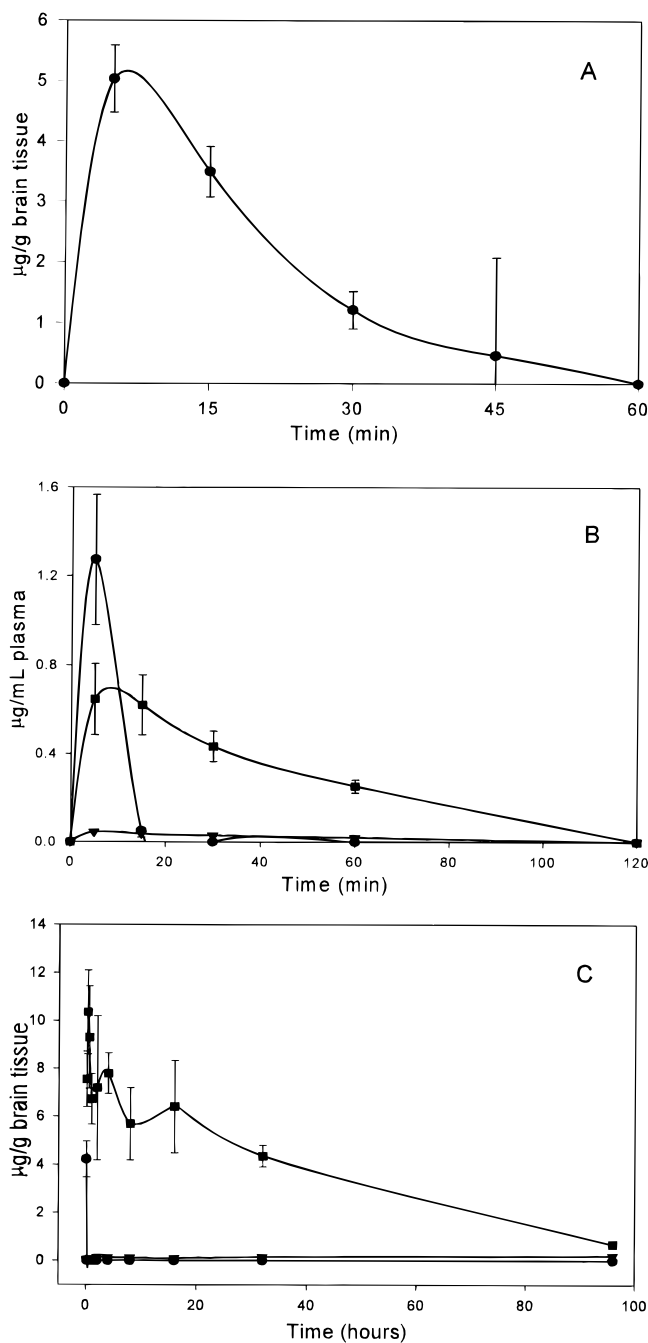 6
A
5
4
3
2
1
0
µg/g brain tissue
0 15 30 45 60
Time (min)
1.6
B
1.2
0.8
0.4
0.0
µg/mL plasma
0 20 40 60 80 100 120
Time (min)
14
C
12
10
8
6
4
2
0
µg/g brain tissue
0 20 40 60 80 100
Time (hours)